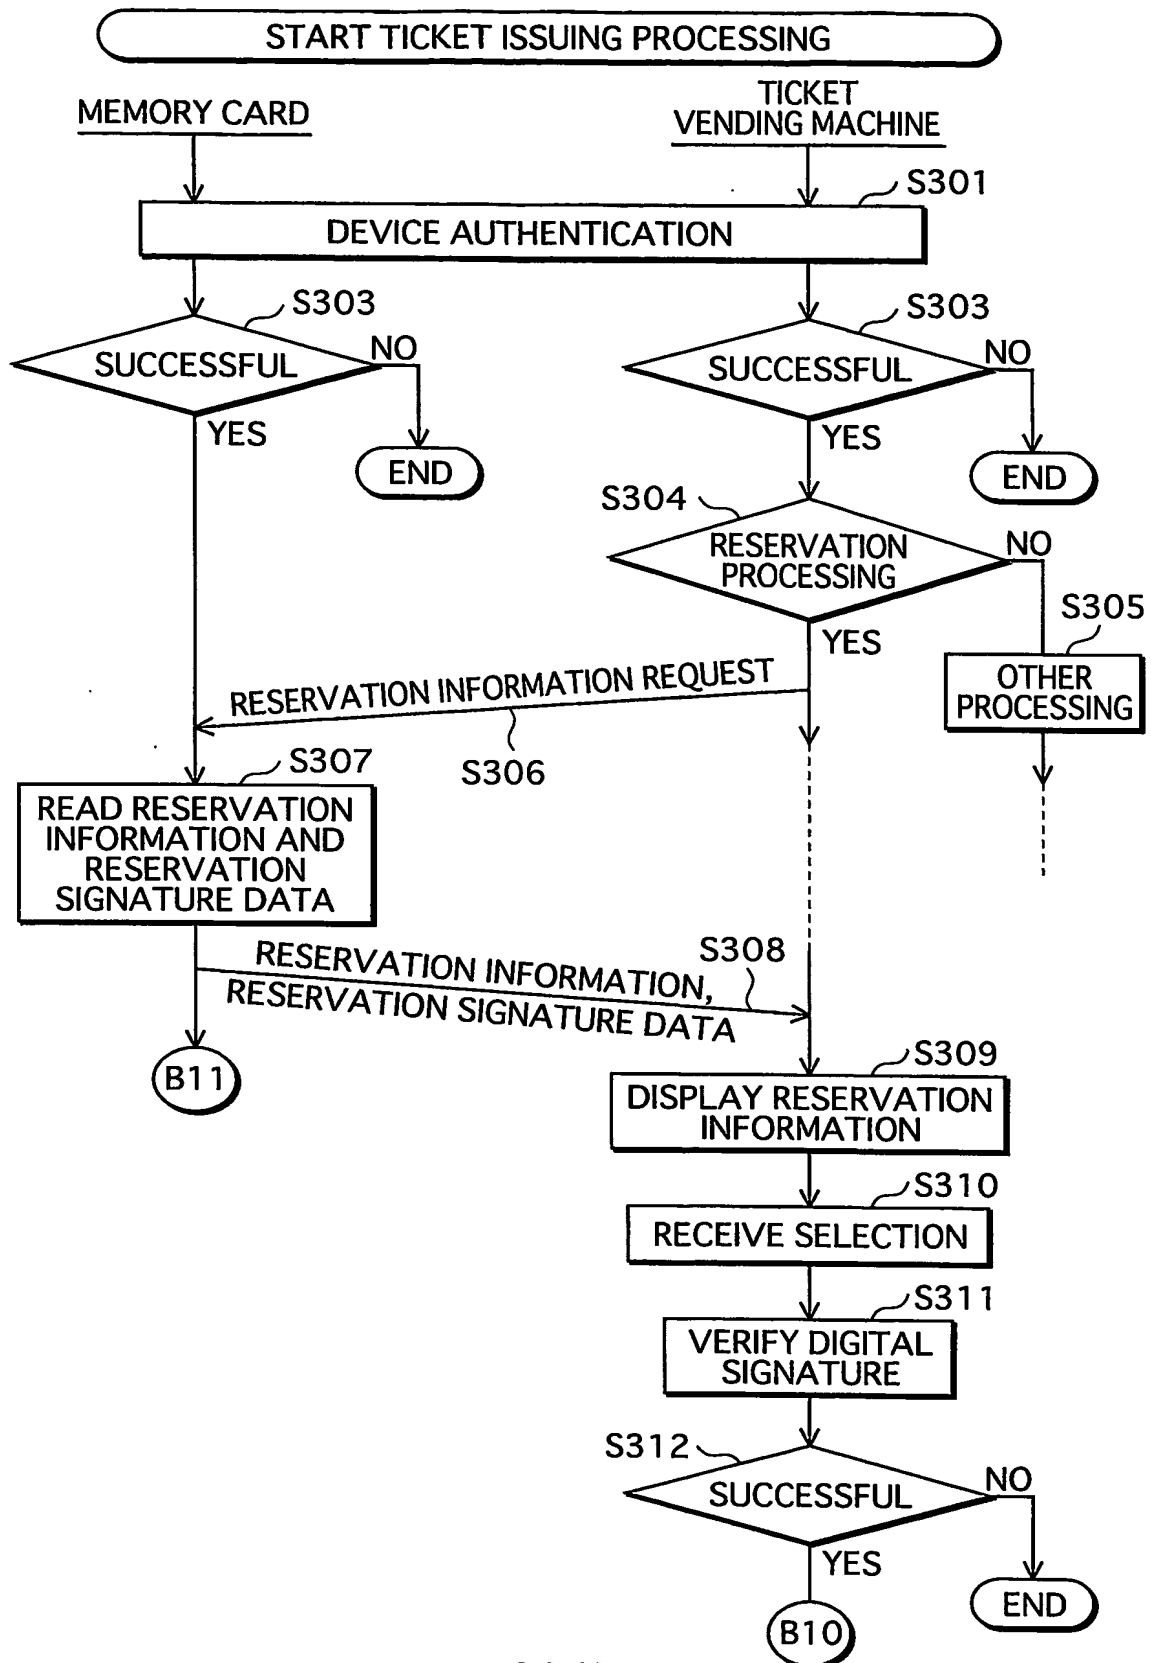 START TICKET ISSUING PROCESSING
MEMORY CARD
TICKET
VENDING MACHINE
S301
DEVICE AUTHENTICATION
S303
S303
SUCCESSFUL
NO
SUCCESSFUL
NO
YES
YES
END
END
S304
RESERVATION
PROCESSING
NO
S305
YES
OTHER
PROCESSING
RESERVATION INFORMATION REQUEST
S306
S307
READ RESERVATION
INFORMATION AND
RESERVATION
SIGNATURE DATA
S308
RESERVATION INFORMATION,
RESERVATION SIGNATURE DATA
B11
S309
DISPLAY RESERVATION
INFORMATION
S310
RECEIVE SELECTION
S311
VERIFY DIGITAL
SIGNATURE
S312
SUCCESSFUL
NO
YES
END
B10